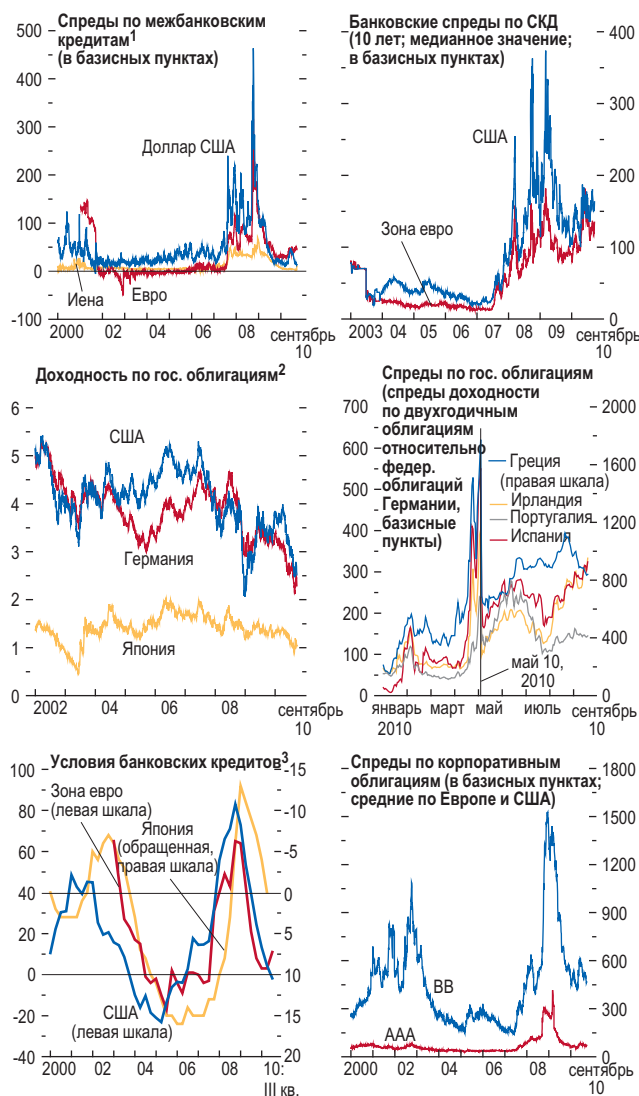 Спреды по межбанковским
кредитам1
(в базисных пунктах)
500
400
300
200
100
0
-100
Доллар США
Иена
Евро
2000 02 04 06 08 сентябрь
10
Банковские спреды по СКД
(10 лет; медианное значение;
в базисных пунктах)
400
300
200
100
0
США
Зона евро
2003 04 05 06 07 08 09 сентябрь
10
Доходность по гос. облигациям2
6
5
4
3
2
1
0
США
Германия
Япония
2002 04 06 08 сентябрь
10
Спреды по гос. облигациям
(спреды доходности
по двухгодичным
облигациям
относительно
федер.
облигаций
Германии,
базисные
пункты)
700
650
600
550
500
450
400
350
300
250
200
150
100
50
0
2000
1600
1200
800
400
0
Греция
(правая шкала)
Ирландия
Португалия
Испания
май 10,
2010
январь март май июль сентябрь
2010 10
Условия банковских кредитов3
100
80
60
40
20
0
-20
-40
-15
-10
-5
0
5
10
15
20
Зона евро
(левая шкала)
Япония
(обращенная,
правая шкала)
США
(левая шкала)
2000 02 04 06 08 10:
III кв.
Спреды по корпоративным
облигациям (в базисных пунктах;
средние по Европе и США)
1800
1500
1200
900
600
300
0
BB
AAA
2000 02 04 06 08 сентябрь
10